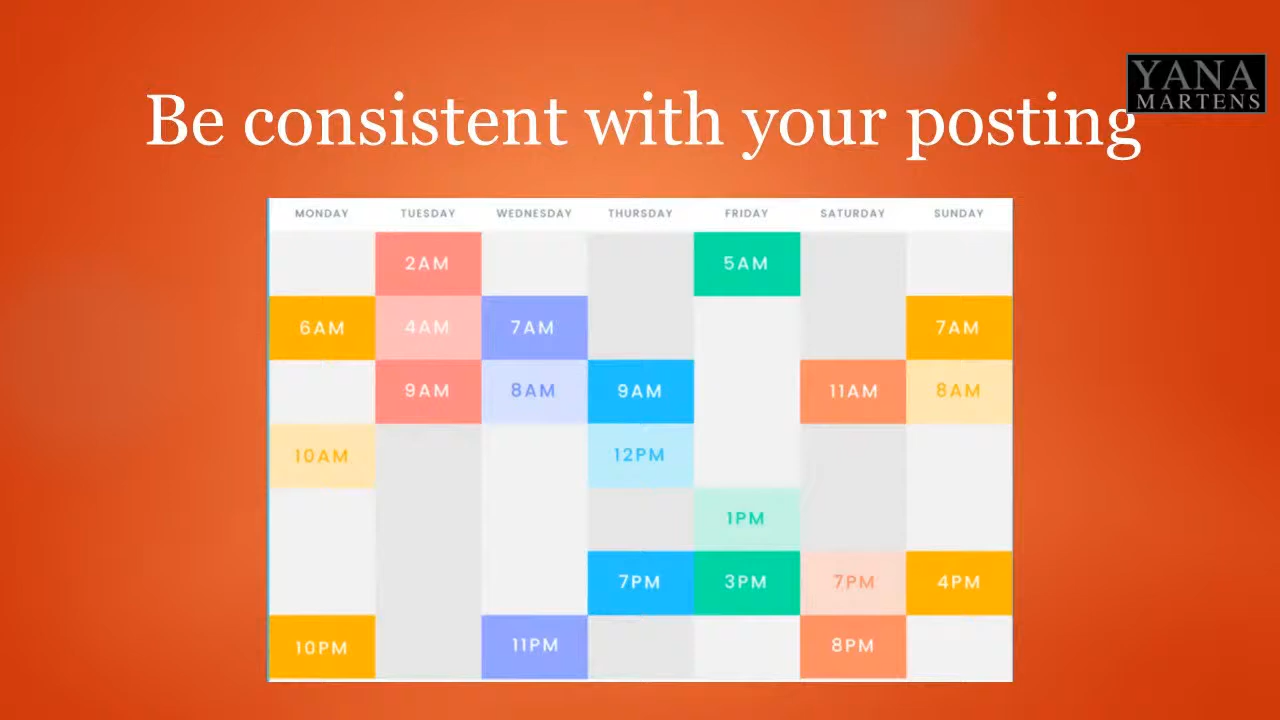 YANA
MARTENS
Be consistent with your posting
MONDAY TUESDAY WEDNESDAY THURSDAY FRIDAY SATURDAY SUNDAY
2AM 5AM
6AM 4AM 7AM 7AM
9AM 8AM 9AM 11AM 8AM
10AM 12PM
1PM
7PM 3PM 7PM 4PM
10PM 11PM 8PM